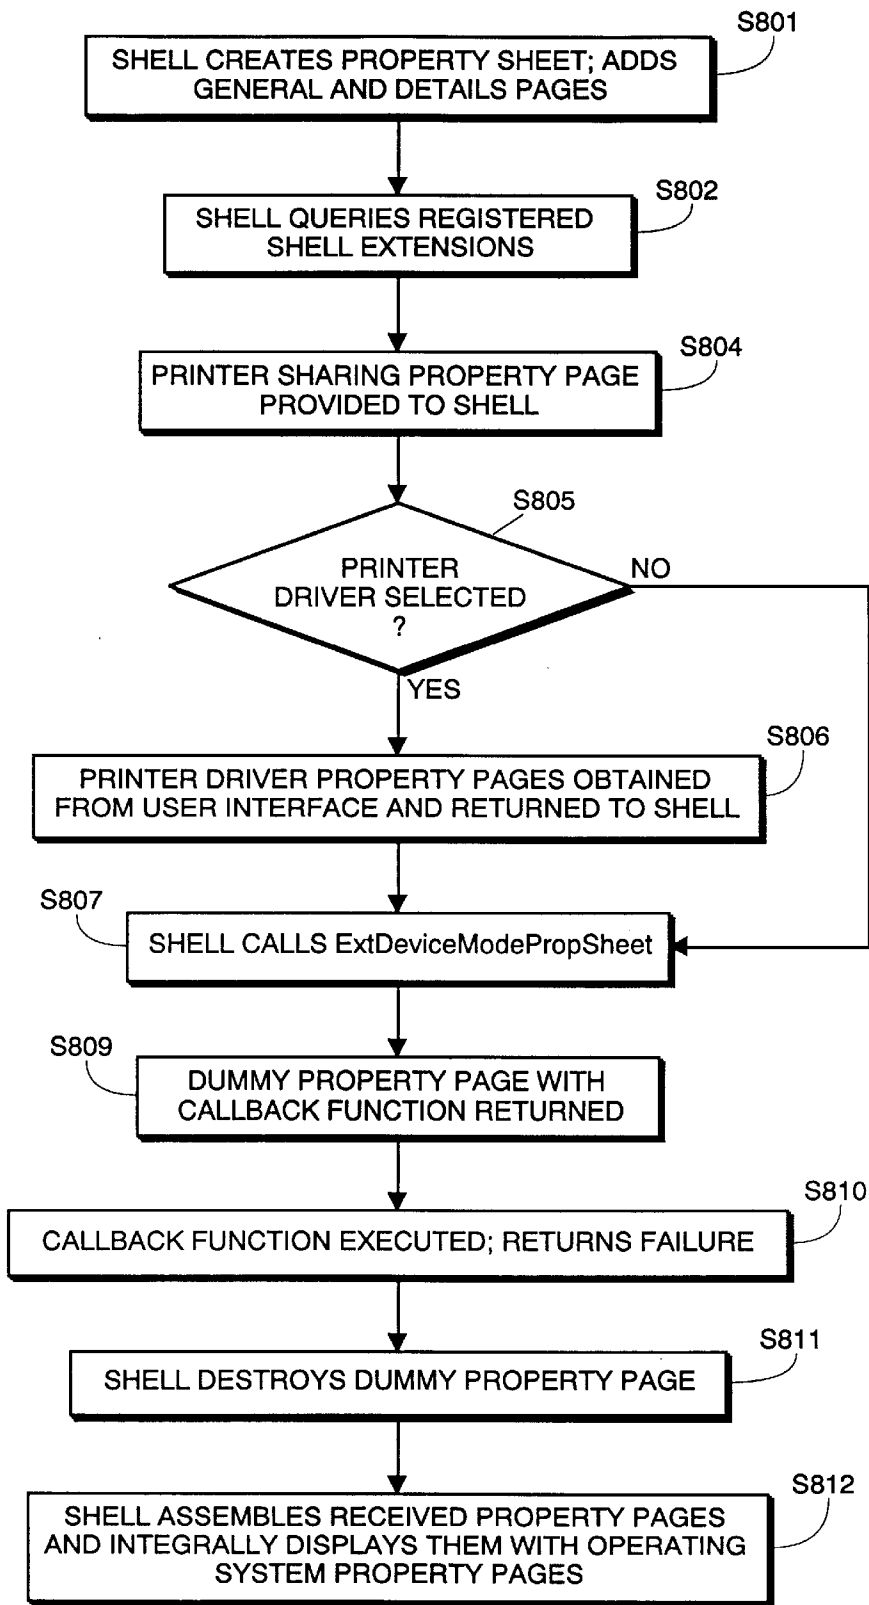 S801
SHELL CREATES PROPERTY SHEET; ADDS
GENERAL AND DETAILS PAGES
S802
SHELL QUERIES REGISTERED
SHELL EXTENSIONS
S804
PRINTER SHARING PROPERTY PAGE
PROVIDED TO SHELL
S805
PRINTER
DRIVER SELECTED
?
NO
YES
S806
PRINTER DRIVER PROPERTY PAGES OBTAINED
FROM USER INTERFACE AND RETURNED TO SHELL
S807
SHELL CALLS ExtDeviceModePropSheet
S809
DUMMY PROPERTY PAGE WITH
CALLBACK FUNCTION RETURNED
S810
CALLBACK FUNCTION EXECUTED; RETURNS FAILURE
S811
SHELL DESTROYS DUMMY PROPERTY PAGE
S812
SHELL ASSEMBLES RECEIVED PROPERTY PAGES
AND INTEGRALLY DISPLAYS THEM WITH OPERATING
SYSTEM PROPERTY PAGES